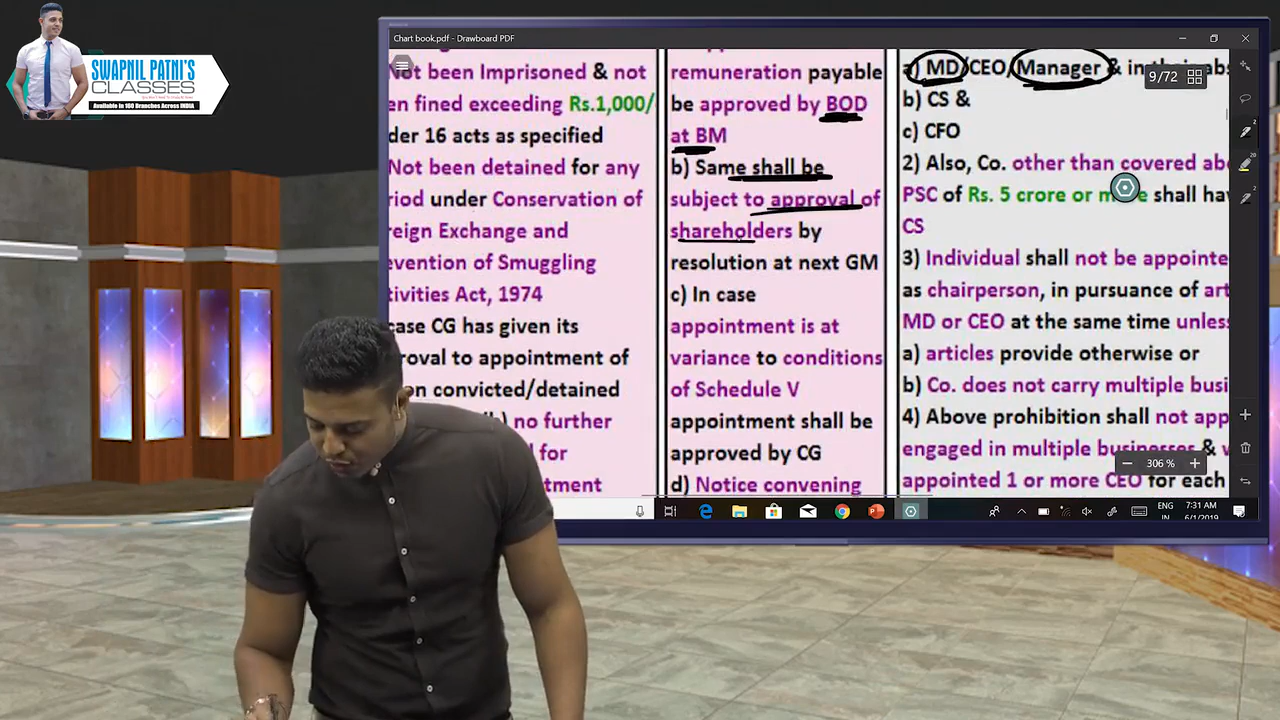 SWAPNIL PATNI'S
CLASSES
Available in 160 Branches Across INDIA
Chart book.pdf - Drawboard PDF
9/72
Not been Imprisoned & not
en fined exceeding Rs.1,000/
der 16 acts as specified
Not been detained for any
riod under Conservation of
reign Exchange and
evention of Smuggling
tivities Act, 1974
case CG has given its
roval to appointment of
on convicted/detained
no further
for
tment
remuneration payable
be approved by BOD
at BM
b) Same shall be
subject to approval of
shareholders by
resolution at next GM
c) In case
appointment is at
variance to conditions
of Schedule V
appointment shall be
approved by CG
d) Notice convening
a) MD/CEO/Manager & in
b) CS &
c) CFO
2) Also, Co. other than covered
PSC of Rs. 5 crore or shall
CS
3) Individual shall not be appointe
as chairperson, in pursuance of
MD or CEO at the same time unless
a) articles provide otherwise or
b) Co. does not carry multiple busi
4) Above prohibition shall not app
engaged in multiple businesses &
appointed 1 or more CEO for each
306 %
ENG
IN
7:31 AM
6/1/2019